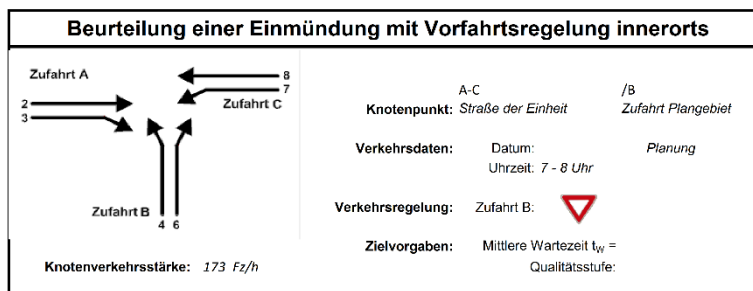 Beurteilung einer Einmündung mit Vorfahrtsregelung innerorts
Zufahrt A
8
7
Zufahrt C
2
3
Zufahrt B
4 6
Knotenverkehrsstärke: 173 Fz/h
A-C /B
Knotenpunkt: Straße der Einheit Zufahrt Plangebiet
Verkehrsdaten: Datum: Planung
Uhrzeit: 7 - 8 Uhr
Verkehrsregelung: Zufahrt B:
Zielvorgaben: Mittlere Wartezeit tw =
Qualitätsstufe: